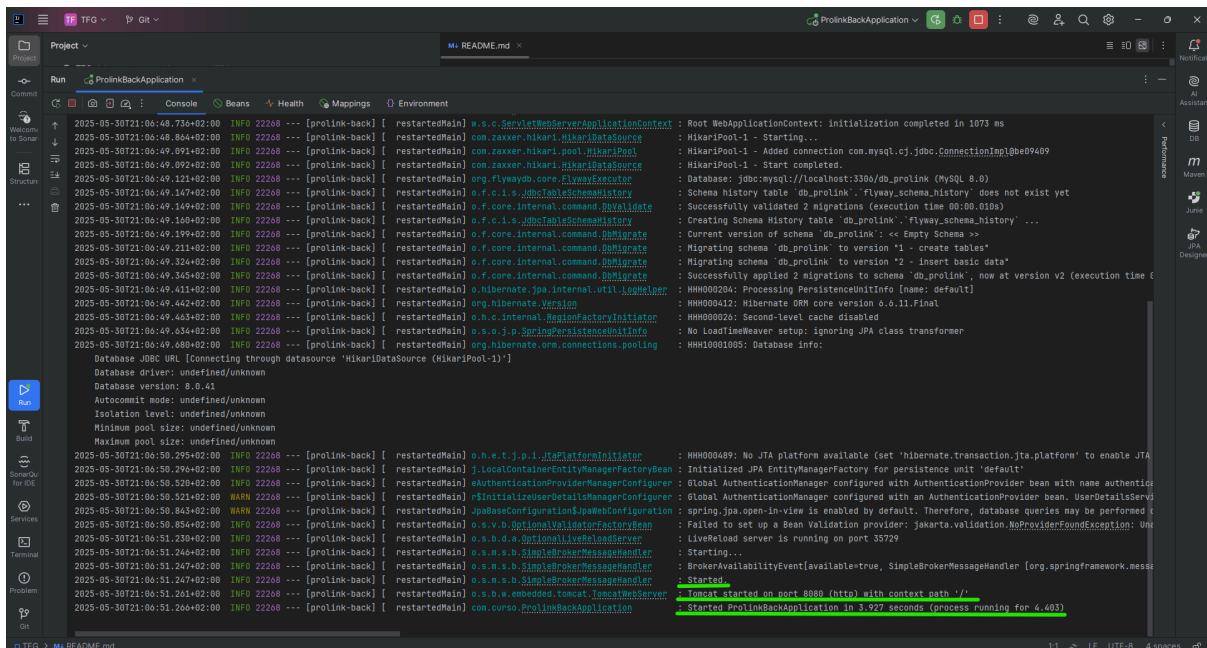 TF TFG Git ProlinkBackApplication
Project Project M↓ README.md
Notificat
Run ProlinkBackApplication
Commit
AI Assistan
Console Beans Health Mappings Environment
Welcome to Sonar
2025-05-30T21:06:48.736+02:00 INFO 22268 --- [prolink-back] [ restartedMain] w.s.c.ServletWebServerApplicationContext : Root WebApplicationContext: initialization completed in 1073 ms
2025-05-30T21:06:48.864+02:00 INFO 22268 --- [prolink-back] [ restartedMain] com.zaxxer.hikari.HikariDataSource : HikariPool-1 - Starting...
2025-05-30T21:06:49.091+02:00 INFO 22268 --- [prolink-back] [ restartedMain] com.zaxxer.hikari.pool.HikariPool : HikariPool-1 - Added connection com.mysql.cj.jdbc.ConnectionImpl@be09409
2025-05-30T21:06:49.092+02:00 INFO 22268 --- [prolink-back] [ restartedMain] com.zaxxer.hikari.HikariDataSource : HikariPool-1 - Start completed.
2025-05-30T21:06:49.121+02:00 INFO 22268 --- [prolink-back] [ restartedMain] org.flywaydb.core.FlywayExecutor : Database: jdbc:mysql://localhost:3306/db_prolink (MySQL 8.0)
2025-05-30T21:06:49.147+02:00 INFO 22268 --- [prolink-back] [ restartedMain] o.f.c.i.s.JdbcTableSchemaHistory : Schema history table `db_prolink`.`flyway_schema_history` does not exist yet
2025-05-30T21:06:49.149+02:00 INFO 22268 --- [prolink-back] [ restartedMain] o.f.core.internal.command.DbValidate : Successfully validated 2 migrations (execution time 00:00.010s)
2025-05-30T21:06:49.160+02:00 INFO 22268 --- [prolink-back] [ restartedMain] o.f.c.i.s.JdbcTableSchemaHistory : Creating Schema History table `db_prolink`.`flyway_schema_history` ...
2025-05-30T21:06:49.199+02:00 INFO 22268 --- [prolink-back] [ restartedMain] o.f.core.internal.command.DbMigrate : Current version of schema `db_prolink`: << Empty Schema >>
2025-05-30T21:06:49.211+02:00 INFO 22268 --- [prolink-back] [ restartedMain] o.f.core.internal.command.DbMigrate : Migrating schema `db_prolink` to version "1 - create tables"
2025-05-30T21:06:49.324+02:00 INFO 22268 --- [prolink-back] [ restartedMain] o.f.core.internal.command.DbMigrate : Migrating schema `db_prolink` to version "2 - insert basic data"
2025-05-30T21:06:49.345+02:00 INFO 22268 --- [prolink-back] [ restartedMain] o.f.core.internal.command.DbMigrate : Successfully applied 2 migrations to schema `db_prolink`, now at version v2 (execution time 0
2025-05-30T21:06:49.411+02:00 INFO 22268 --- [prolink-back] [ restartedMain] o.hibernate.jpa.internal.util.LogHelper : HHH000204: Processing PersistenceUnitInfo [name: default]
2025-05-30T21:06:49.442+02:00 INFO 22268 --- [prolink-back] [ restartedMain] org.hibernate.Version : HHH000412: Hibernate ORM core version 6.6.11.Final
2025-05-30T21:06:49.463+02:00 INFO 22268 --- [prolink-back] [ restartedMain] o.h.c.internal.RegionFactoryInitiator : HHH000026: Second-level cache disabled
2025-05-30T21:06:49.634+02:00 INFO 22268 --- [prolink-back] [ restartedMain] o.s.o.j.p.SpringPersistenceUnitInfo : No LoadTimeWeaver setup: ignoring JPA class transformer
2025-05-30T21:06:49.680+02:00 INFO 22268 --- [prolink-back] [ restartedMain] org.hibernate.orm.connections.pooling : HHH10001005: Database info:
Database JDBC URL [Connecting through datasource 'HikariDataSource (HikariPool-1)']
Database driver: undefined/unknown
Database version: 8.0.41
Autocommit mode: undefined/unknown
Isolation level: undefined/unknown
Minimum pool size: undefined/unknown
Maximum pool size: undefined/unknown
2025-05-30T21:06:50.295+02:00 INFO 22268 --- [prolink-back] [ restartedMain] o.h.e.t.j.p.i.JtaPlatformInitiator : HHH000489: No JTA platform available (set 'hibernate.transaction.jta.platform' to enable JTA
2025-05-30T21:06:50.296+02:00 INFO 22268 --- [prolink-back] [ restartedMain] j.LocalContainerEntityManagerFactoryBean : Initialized JPA EntityManagerFactory for persistence unit 'default'
2025-05-30T21:06:50.520+02:00 INFO 22268 --- [prolink-back] [ restartedMain] eAuthenticationProviderManagerConfigurer : Global AuthenticationManager configured with AuthenticationProvider bean with name authentica
2025-05-30T21:06:50.521+02:00 WARN 22268 --- [prolink-back] [ restartedMain] r$InitializeUserDetailsManagerConfigurer : Global AuthenticationManager configured with an AuthenticationProvider bean. UserDetailsServi
2025-05-30T21:06:50.843+02:00 WARN 22268 --- [prolink-back] [ restartedMain] JpaBaseConfiguration$JpaWebConfiguration : spring.jpa.open-in-view is enabled by default. Therefore, database queries may be performed d
2025-05-30T21:06:50.854+02:00 INFO 22268 --- [prolink-back] [ restartedMain] o.s.v.b.OptionalValidatorFactoryBean : Failed to set up a Bean Validation provider: jakarta.validation.NoProviderFoundException: Una
2025-05-30T21:06:51.230+02:00 INFO 22268 --- [prolink-back] [ restartedMain] o.s.b.d.a.OptionalLiveReloadServer : LiveReload server is running on port 35729
2025-05-30T21:06:51.246+02:00 INFO 22268 --- [prolink-back] [ restartedMain] o.s.m.s.b.SimpleBrokerMessageHandler : Starting...
2025-05-30T21:06:51.247+02:00 INFO 22268 --- [prolink-back] [ restartedMain] o.s.m.s.b.SimpleBrokerMessageHandler : BrokerAvailabilityEvent[available=true, SimpleBrokerMessageHandler [org.springframework.messa
2025-05-30T21:06:51.247+02:00 INFO 22268 --- [prolink-back] [ restartedMain] o.s.m.s.b.SimpleBrokerMessageHandler : Started.
2025-05-30T21:06:51.261+02:00 INFO 22268 --- [prolink-back] [ restartedMain] o.s.b.w.embedded.tomcat.TomcatWebServer : Tomcat started on port 8080 (http) with context path '/'
2025-05-30T21:06:51.266+02:00 INFO 22268 --- [prolink-back] [ restartedMain] com.curso.ProlinkBackApplication : Started ProlinkBackApplication in 3.927 seconds (process running for 4.403)
Structure
Run
Build
SonarQu for IDE
Services
Terminal
Problem
Git
Performance
DB
Maven
Junie
JPA Designe
TFG > M↓ README.md 1:1 LF UTF-8 4 spaces